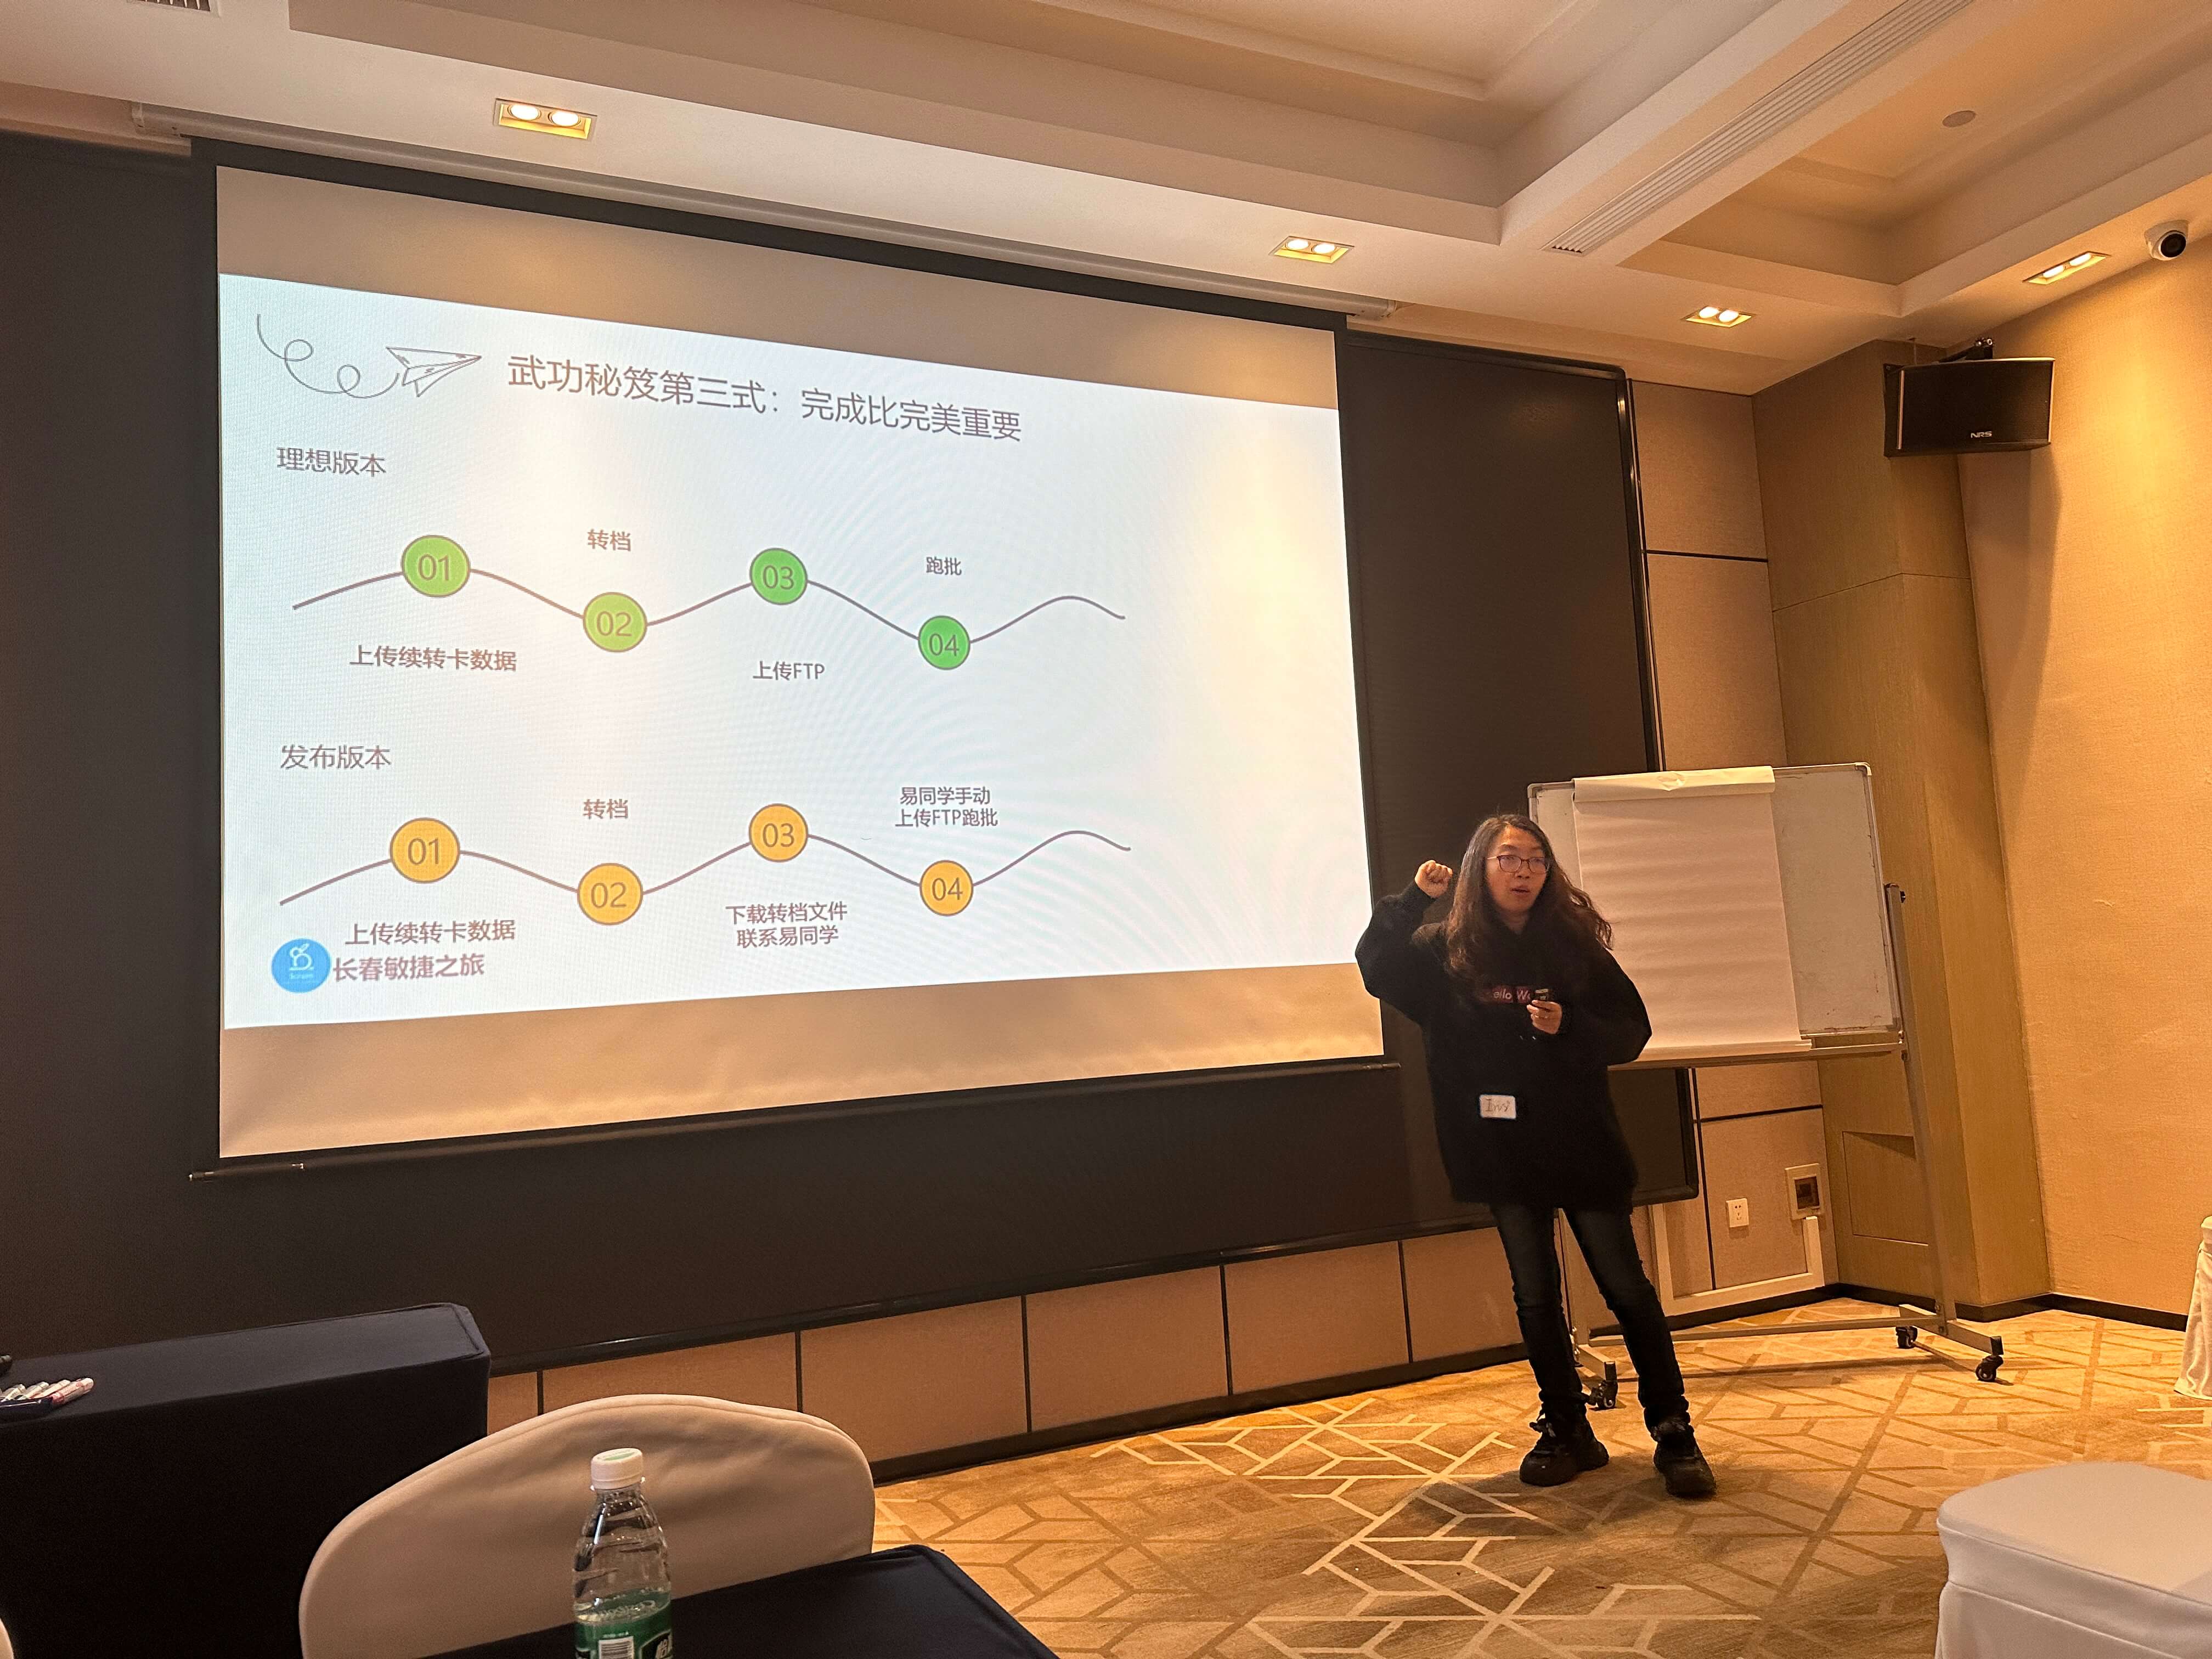 武功秘笈第三式：完成比完美重要
理想版本
01
上传续转卡数据
转档
02
03
上传FTP
跑批
04
发布版本
01
上传续转卡数据
转档
02
03
下载转档文件
联系易同学
易同学手动
上传FTP跑批
04
Scrum
长春敏捷之旅
NRS